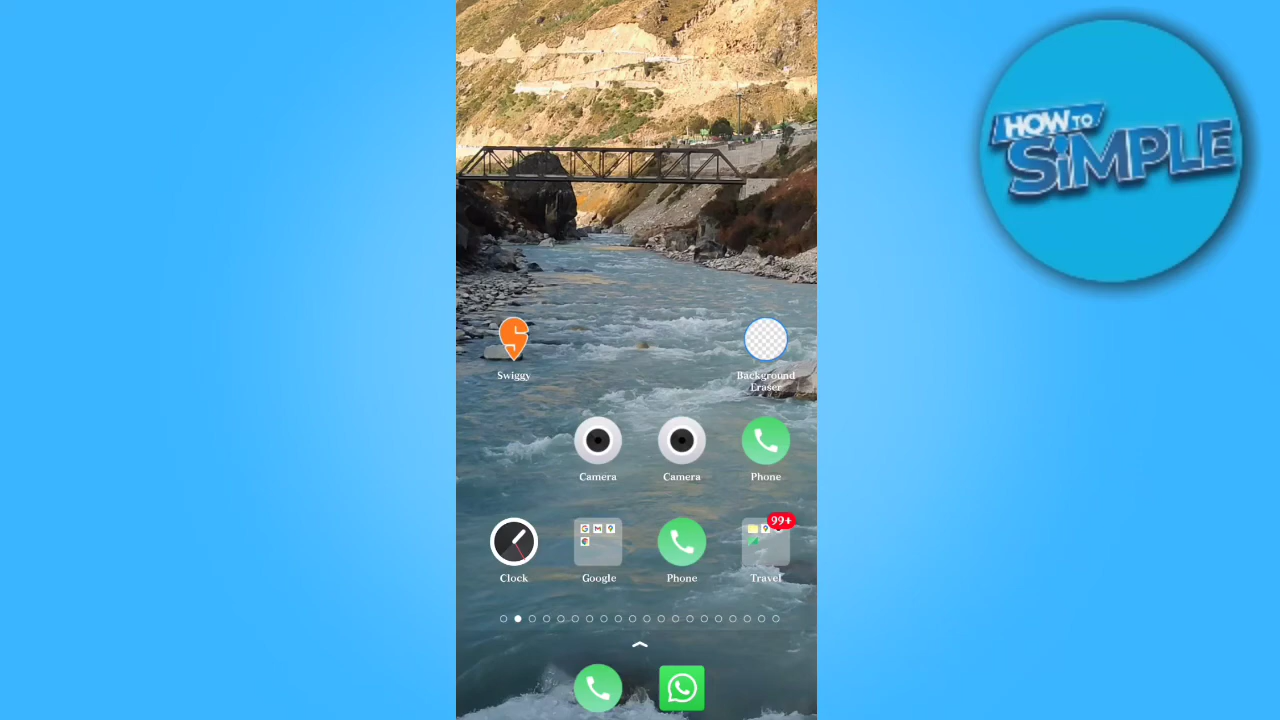 HOW TO
SiMPLE
Swiggy
Background
Eraser
Camera
Camera
Phone
99+
Clock
Google
Phone
Travel